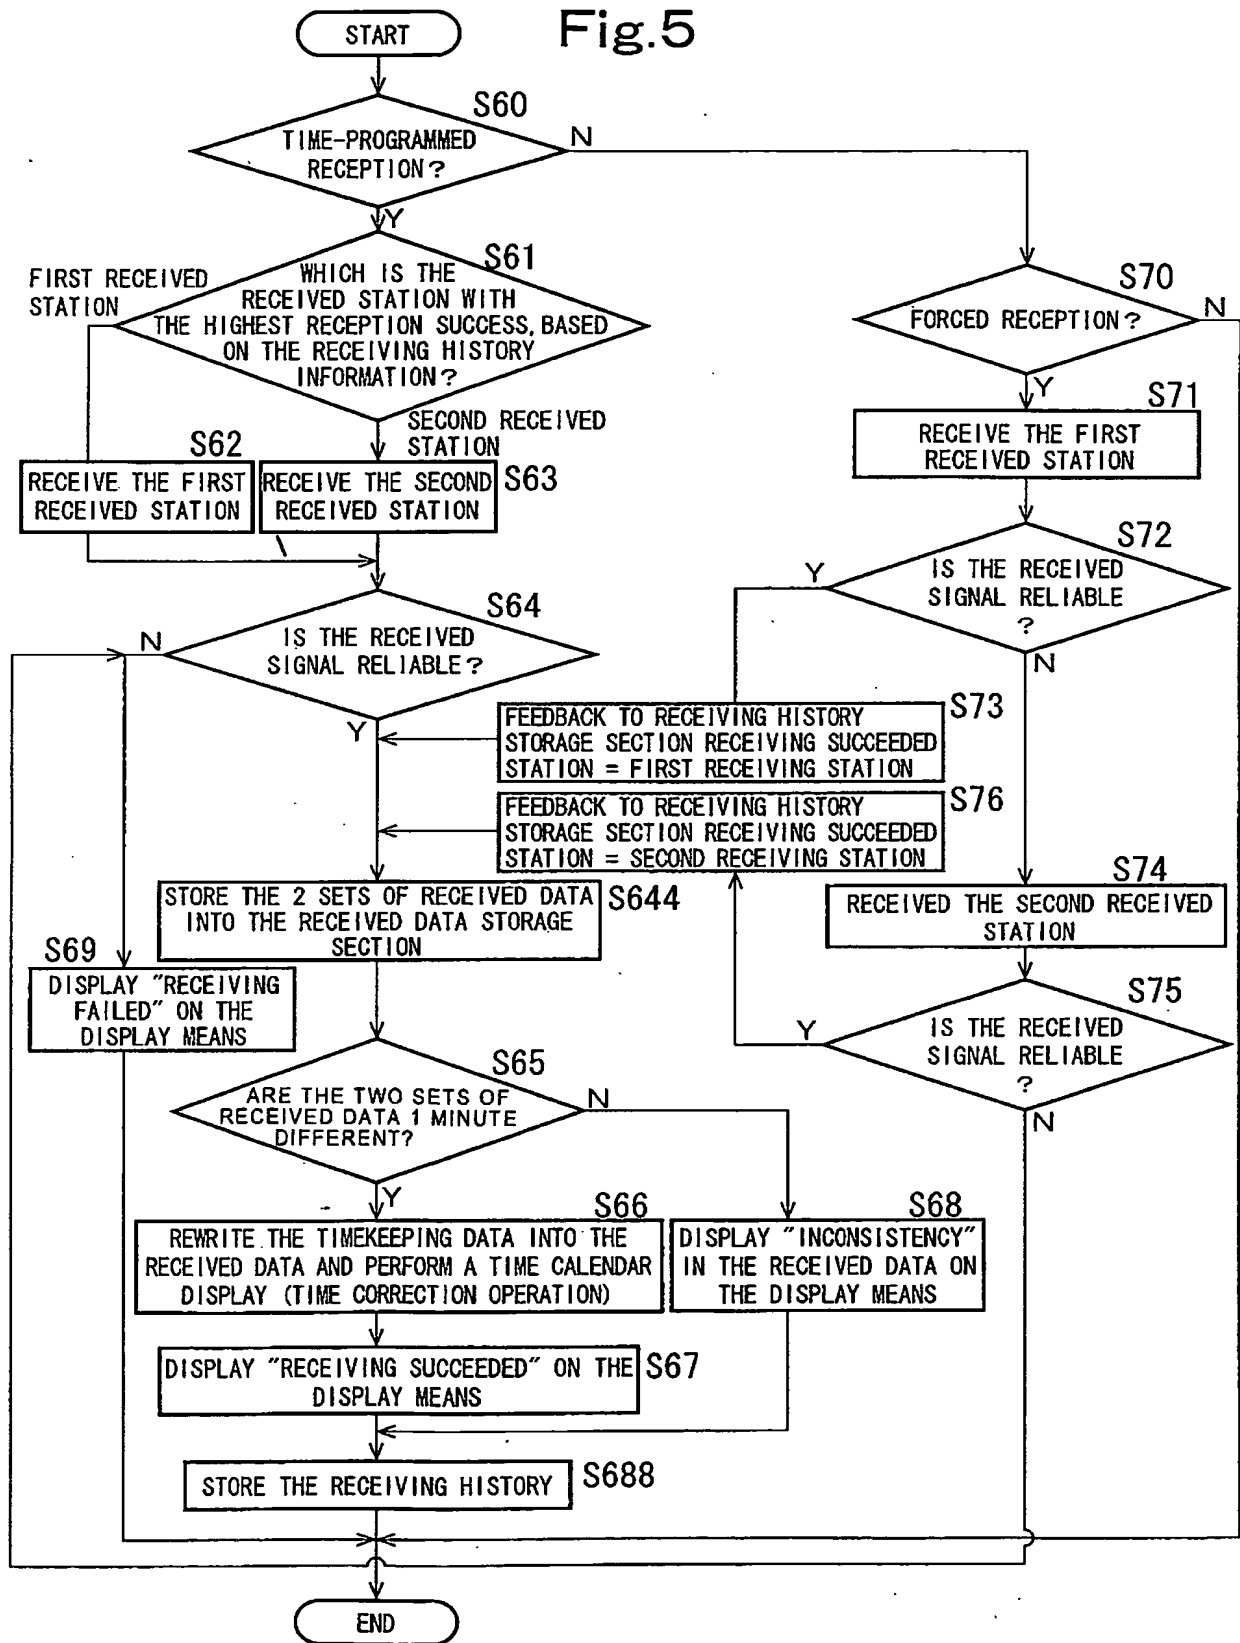 Fig.5
START
S60
TIME-PROGRAMMED
RECEPTION?
N
Y
S61
FIRST RECEIVED
STATION
WHICH IS THE
RECEIVED STATION WITH
THE HIGHEST RECEPTION SUCCESS, BASED
ON THE RECEIVING HISTORY
INFORMATION?
SECOND RECEIVED
STATION
S62
RECEIVE THE FIRST
RECEIVED STATION
S63
RECEIVE THE SECOND
RECEIVED STATION
S70
FORCED RECEPTION?
N
Y
S71
RECEIVE THE FIRST
RECEIVED STATION
S72
IS THE RECEIVED
SIGNAL RELIABLE
?
Y
N
S64
IS THE RECEIVED
SIGNAL RELIABLE?
N
Y
S73
FEEDBACK TO RECEIVING HISTORY
STORAGE SECTION RECEIVING SUCCEEDED
STATION = FIRST RECEIVING STATION
S76
FEEDBACK TO RECEIVING HISTORY
STORAGE SECTION RECEIVING SUCCEEDED
STATION = SECOND RECEIVING STATION
S74
RECEIVED THE SECOND RECEIVED
STATION
S644
STORE THE 2 SETS OF RECEIVED DATA
INTO THE RECEIVED DATA STORAGE
SECTION
S69
DISPLAY "RECEIVING
FAILED" ON THE
DISPLAY MEANS
S75
IS THE RECEIVED
SIGNAL RELIABLE
?
Y
N
S65
ARE THE TWO SETS OF
RECEIVED DATA 1 MINUTE
DIFFERENT?
N
Y
S66
REWRITE THE TIMEKEEPING DATA INTO THE
RECEIVED DATA AND PERFORM A TIME CALENDAR
DISPLAY (TIME CORRECTION OPERATION)
S68
DISPLAY "INCONSISTENCY"
IN THE RECEIVED DATA ON
THE DISPLAY MEANS
S67
DISPLAY "RECEIVING SUCCEEDED" ON THE
DISPLAY MEANS
S688
STORE THE RECEIVING HISTORY
END